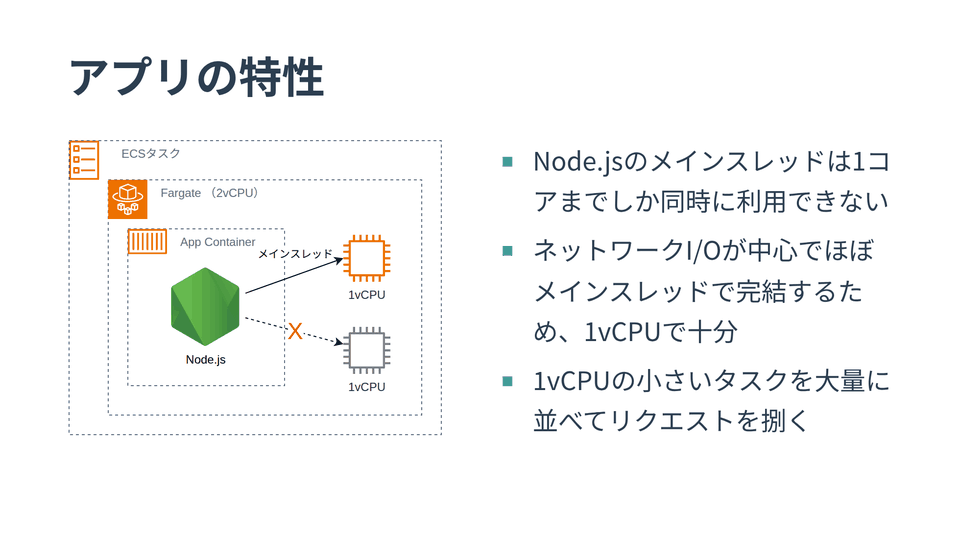 アプリの特性
ECSタスク
Fargate （2vCPU）
App Container
メインスレッド
1vCPU
X
Node.js
1vCPU
Node.jsのメインスレッドは1コ
アまでしか同時に利用できない
ネットワークI/Oが中心でほぼ
メインスレッドで完結するた
め、1vCPUで十分
1vCPUの小さいタスクを大量に
並べてリクエストを捌く